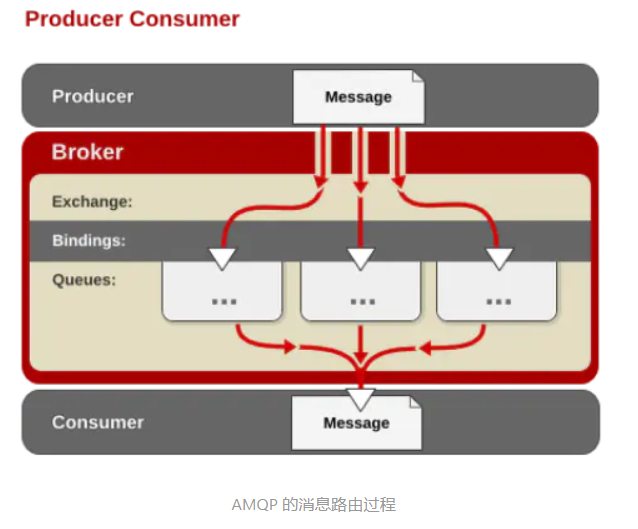 Producer Consumer
Producer
Message
Broker
Exchange:
Bindings:
Queues:
... ... ...
Consumer
Message
AMQP 的消息路由过程